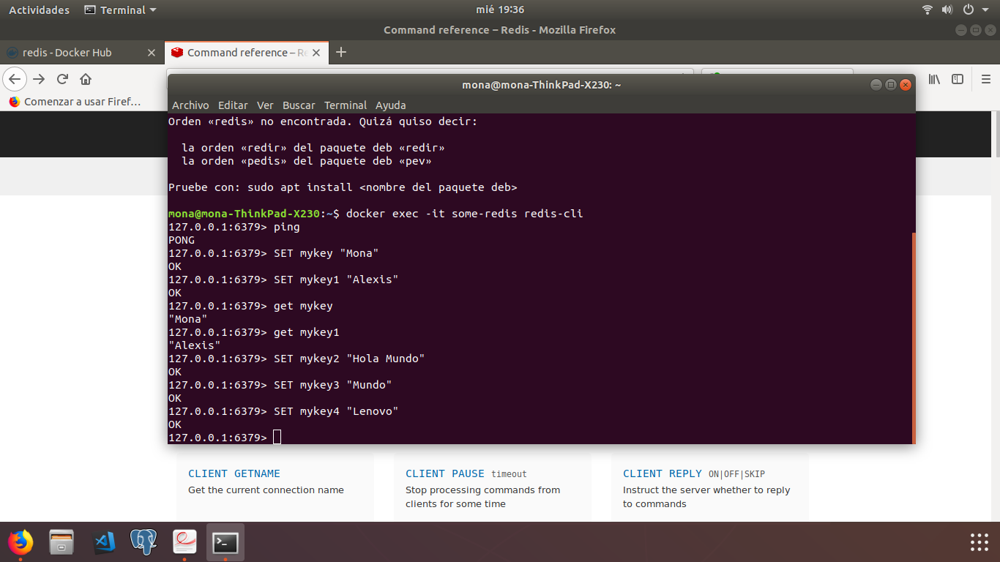 Actividades Terminal mié 19:36
Command reference – Redis - Mozilla Firefox
redis - Docker Hub Command reference – Re
Comenzar a usar Firef…
mona@mona-ThinkPad-X230: ~
Archivo Editar Ver Buscar Terminal Ayuda
Orden «redis» no encontrada. Quizá quiso decir:
la orden «redir» del paquete deb «redir»
la orden «pedis» del paquete deb «pev»
Pruebe con: sudo apt install <nombre del paquete deb>
mona@mona-ThinkPad-X230:~$ docker exec -it some-redis redis-cli
127.0.0.1:6379> ping
PONG
127.0.0.1:6379> SET mykey "Mona"
OK
127.0.0.1:6379> SET mykey1 "Alexis"
OK
127.0.0.1:6379> get mykey
"Mona"
127.0.0.1:6379> get mykey1
"Alexis"
127.0.0.1:6379> SET mykey2 "Hola Mundo"
OK
127.0.0.1:6379> SET mykey3 "Mundo"
OK
127.0.0.1:6379> SET mykey4 "Lenovo"
OK
127.0.0.1:6379>
CLIENT GETNAME
Get the current connection name
CLIENT PAUSE timeout
Stop processing commands from
clients for some time
CLIENT REPLY ON|OFF|SKIP
Instruct the server whether to reply
to commands